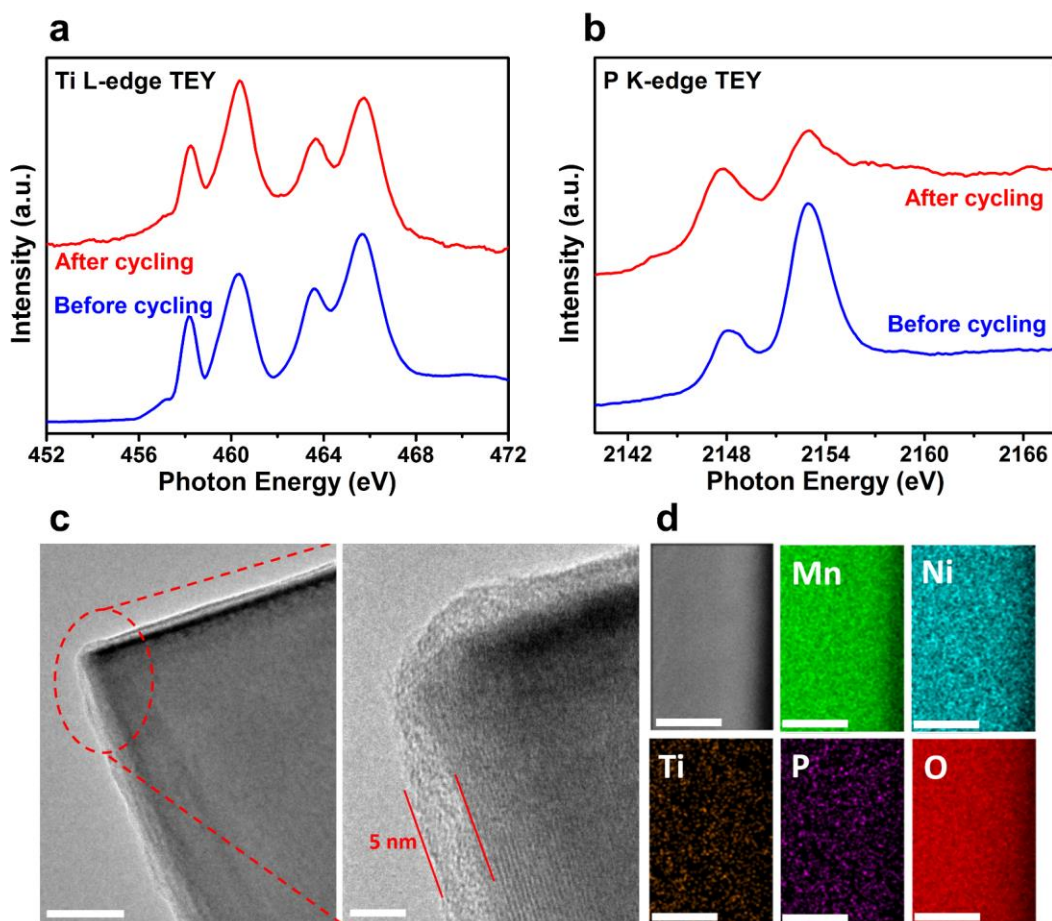 a
Ti L-edge TEY
After cycling
Before cycling
Intensity (a.u.)
452 456 460 464 468 472
Photon Energy (eV)
b
P K-edge TEY
After cycling
Before cycling
Intensity (a.u.)
2142 2148 2154 2160 2166
Photon Energy (eV)
c
5 nm
d
Mn
Ni
Ti
P
O